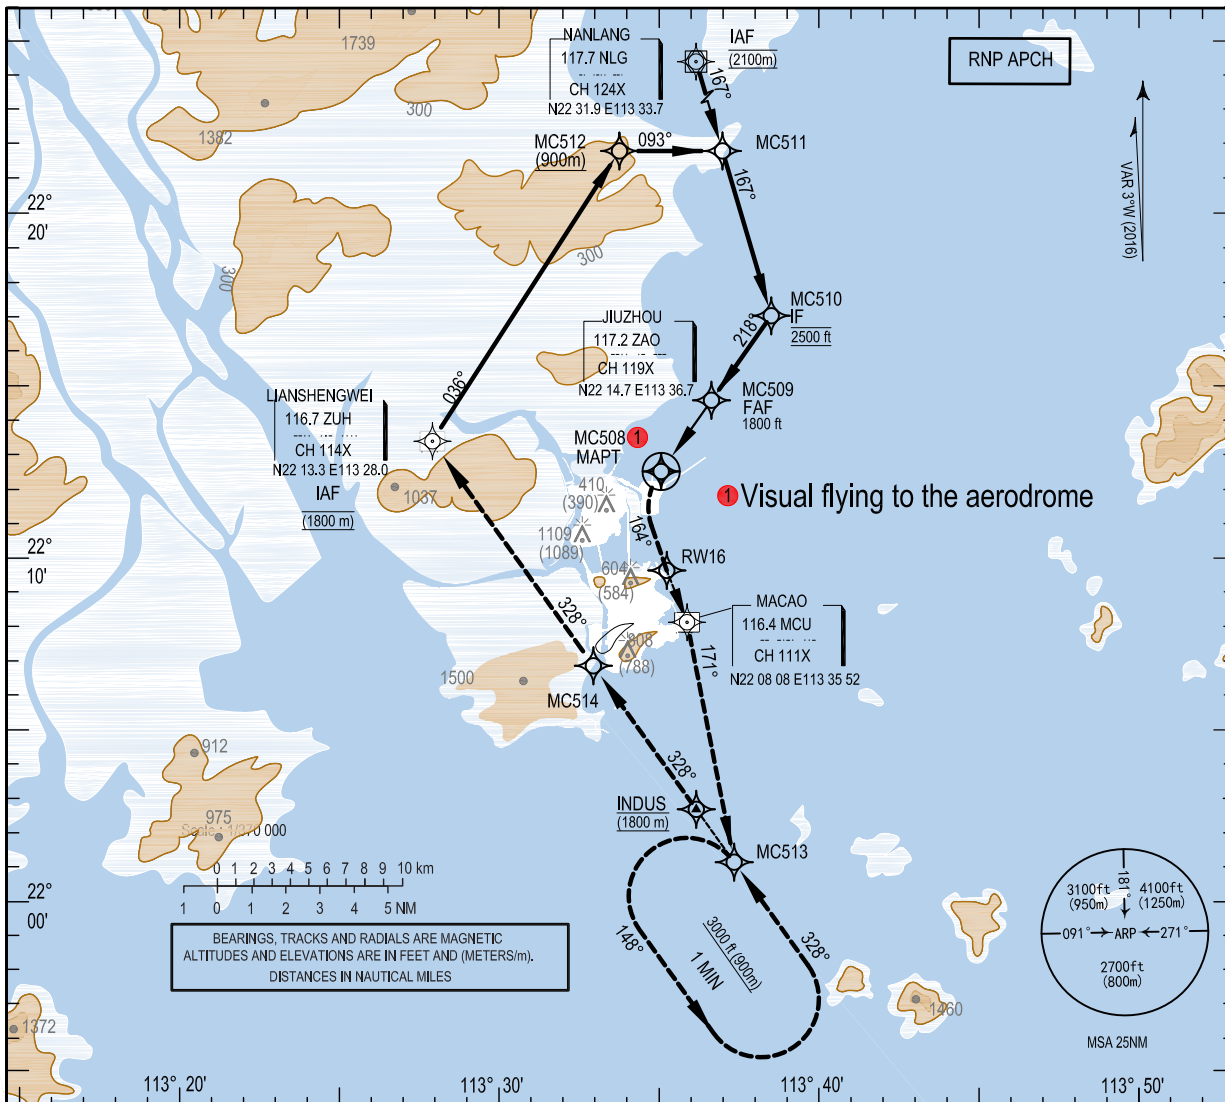 NANLANG
117.7 NLG
CH 124X
N22 31.9 E113 33.7
IAF
(2100m)
RNP APCH
1739
300
1382
167°
MC512
(900m)
093°
MC511
167°
VAR 3°W (2016)
22°
20'
300
300
MC510
IF
2500 ft
218°
JIUZHOU
117.2 ZAO
CH 119X
N22 14.7 E113 36.7
MC509
FAF
1800 ft
036°
LIANSHENGWEI
116.7 ZUH
CH 114X
N22 13.3 E113 28.0
IAF
(1800 m)
MC508
MAPT
1
1 Visual flying to the aerodrome
1037
410
(390)
1109
(1089)
164°
RW16
604
(584)
22°
10'
328°
MACAO
116.4 MCU
CH 111X
N22 08 08 E113 35 52
808
(788)
171°
1500
MC514
328°
INDUS
(1800 m)
MC513
912
975
Scale : 1/370 000
0 1 2 3 4 5 6 7 8 9 10 km
1 0 1 2 3 4 5 NM
22°
00'
BEARINGS, TRACKS AND RADIALS ARE MAGNETIC
ALTITUDES AND ELEVATIONS ARE IN FEET AND (METERS/m).
DISTANCES IN NAUTICAL MILES
148°
3000 ft (900m)
1 MIN
328°
181°
3100ft
(950m)
4100ft
(1250m)
091° ARP 271°
2700ft
(800m)
MSA 25NM
1460
1372
113° 20'
113° 30'
113° 40'
113° 50'